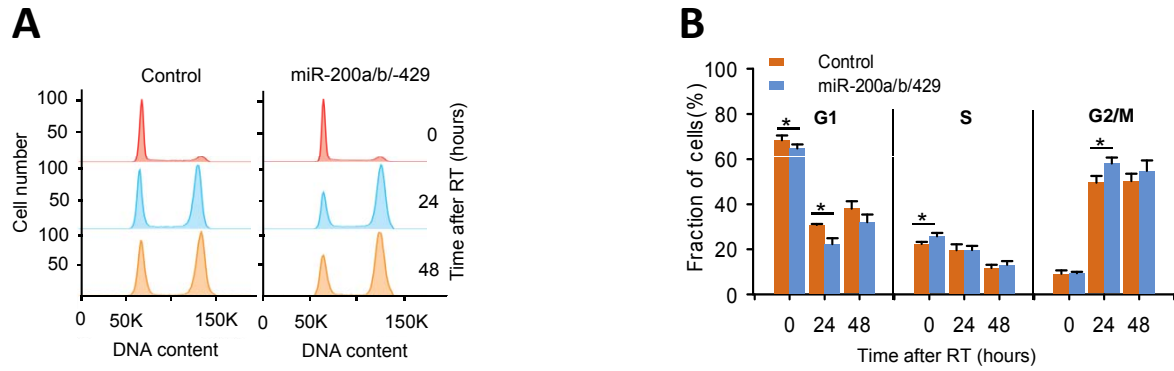 A
Control
miR-200a/b/-429
Cell number
100
50
100
50
100
50
0
24
48
Time after RT (hours)
0 50K 150K
0 50K 150K
DNA content
DNA content
B
Control
miR-200a/b/429
Fraction of cells(%)
100
80
60
40
20
0
G1
S
G2/M
*
*
*
*
0 24 48
0 24 48
0 24 48
Time after RT (hours)